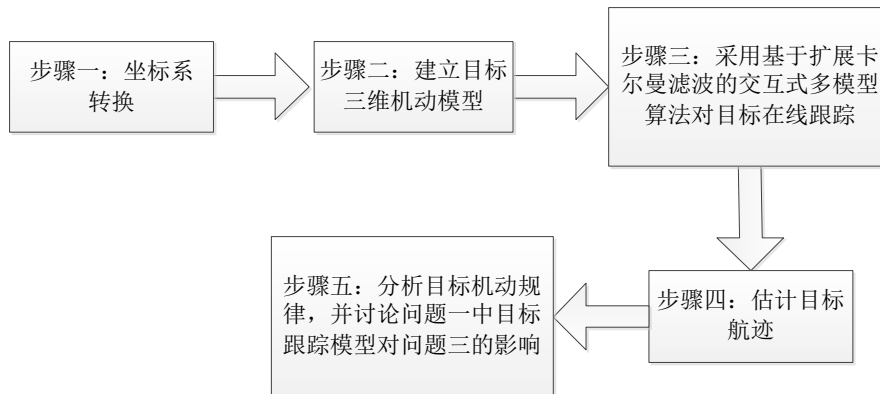 步骤一：坐标系
转换
步骤二：建立目标
三维机动模型
步骤三：采用基于扩展卡
尔曼滤波的交互式多模型
算法对目标在线跟踪
步骤四：估计目标
航迹
步骤五：分析目标机动规
律，并讨论问题一中目标
跟踪模型对问题三的影响